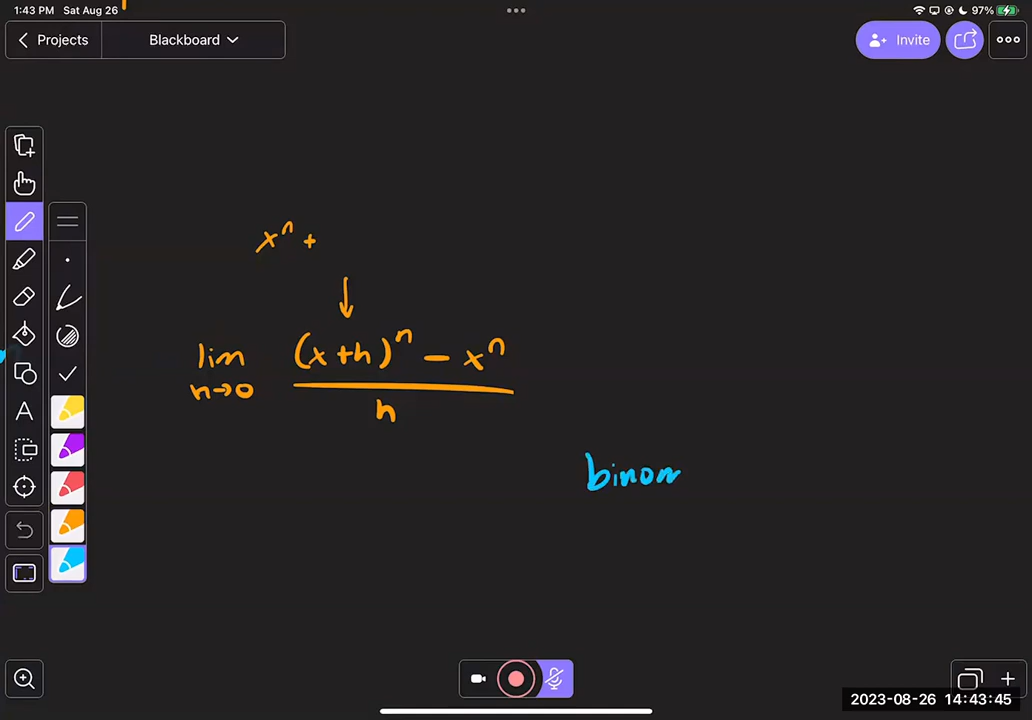 1:43 PM Sat Aug 26
97%
Projects
Blackboard
Invite
xⁿ +
lim (x+h)ⁿ − xⁿ
h→0 h
binom
A
2023-08-26 14:43:45